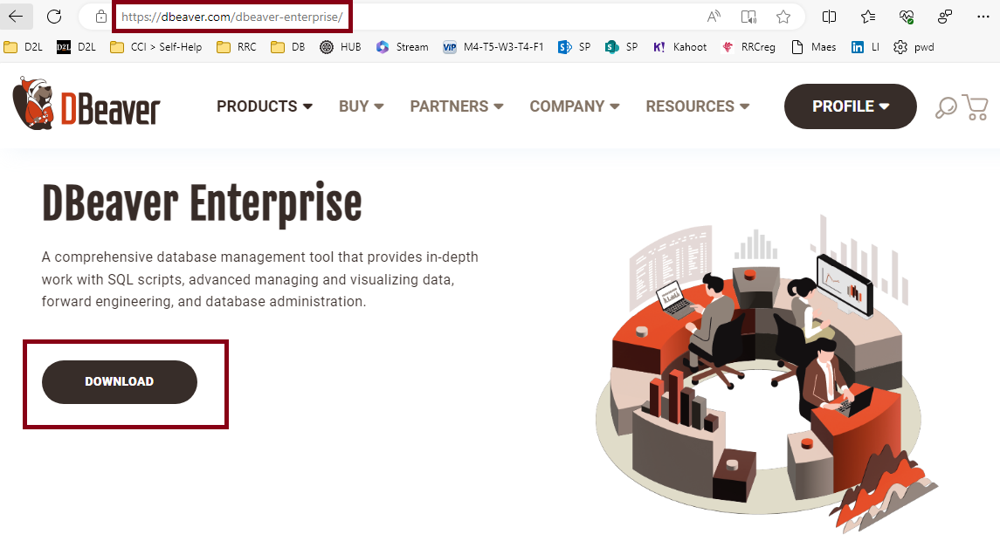 https://dbeaver.com/dbeaver-enterprise/
D2L D2L CCI > Self-Help RRC DB HUB Stream ViP M4-T5-W3-T4-F1 SP SP K! Kahoot RRCreg Maes in LI pwd
DBeaver PRODUCTS BUY PARTNERS COMPANY RESOURCES PROFILE
DBeaver Enterprise
A comprehensive database management tool that provides in-depth
work with SQL scripts, advanced managing and visualizing data,
forward engineering, and database administration.
DOWNLOAD